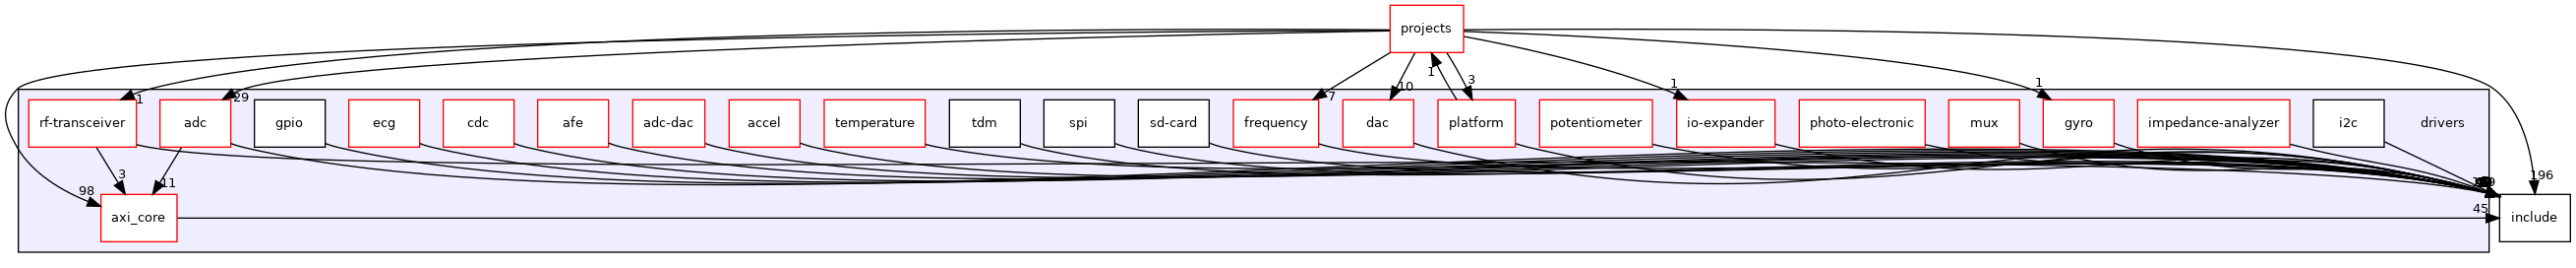 projects
1
3
1
1
10
7
29
1
rf-transceiver
adc
gpio
ecg
cdc
afe
adc-dac
accel
temperature
tdm
spi
sd-card
frequency
dac
platform
potentiometer
io-expander
photo-electronic
mux
gyro
impedance-analyzer
i2c
drivers
3
11
98
196
45
axi_core
include